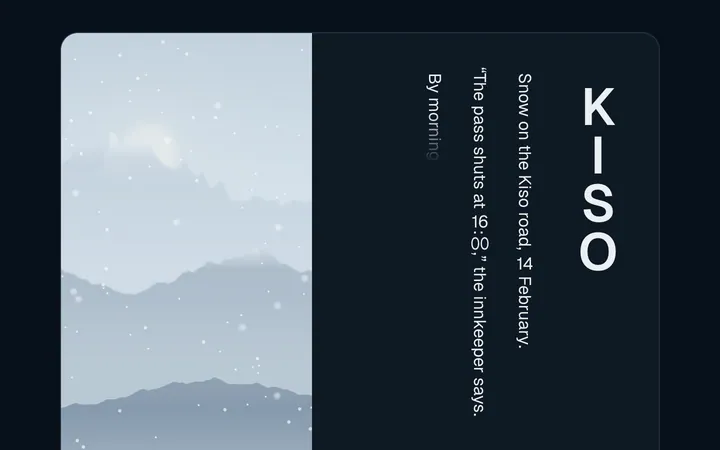 KISO
Snow on the Kiso road, 14 February.
“The pass shuts at 16:00,” the innkeeper says.
By morning